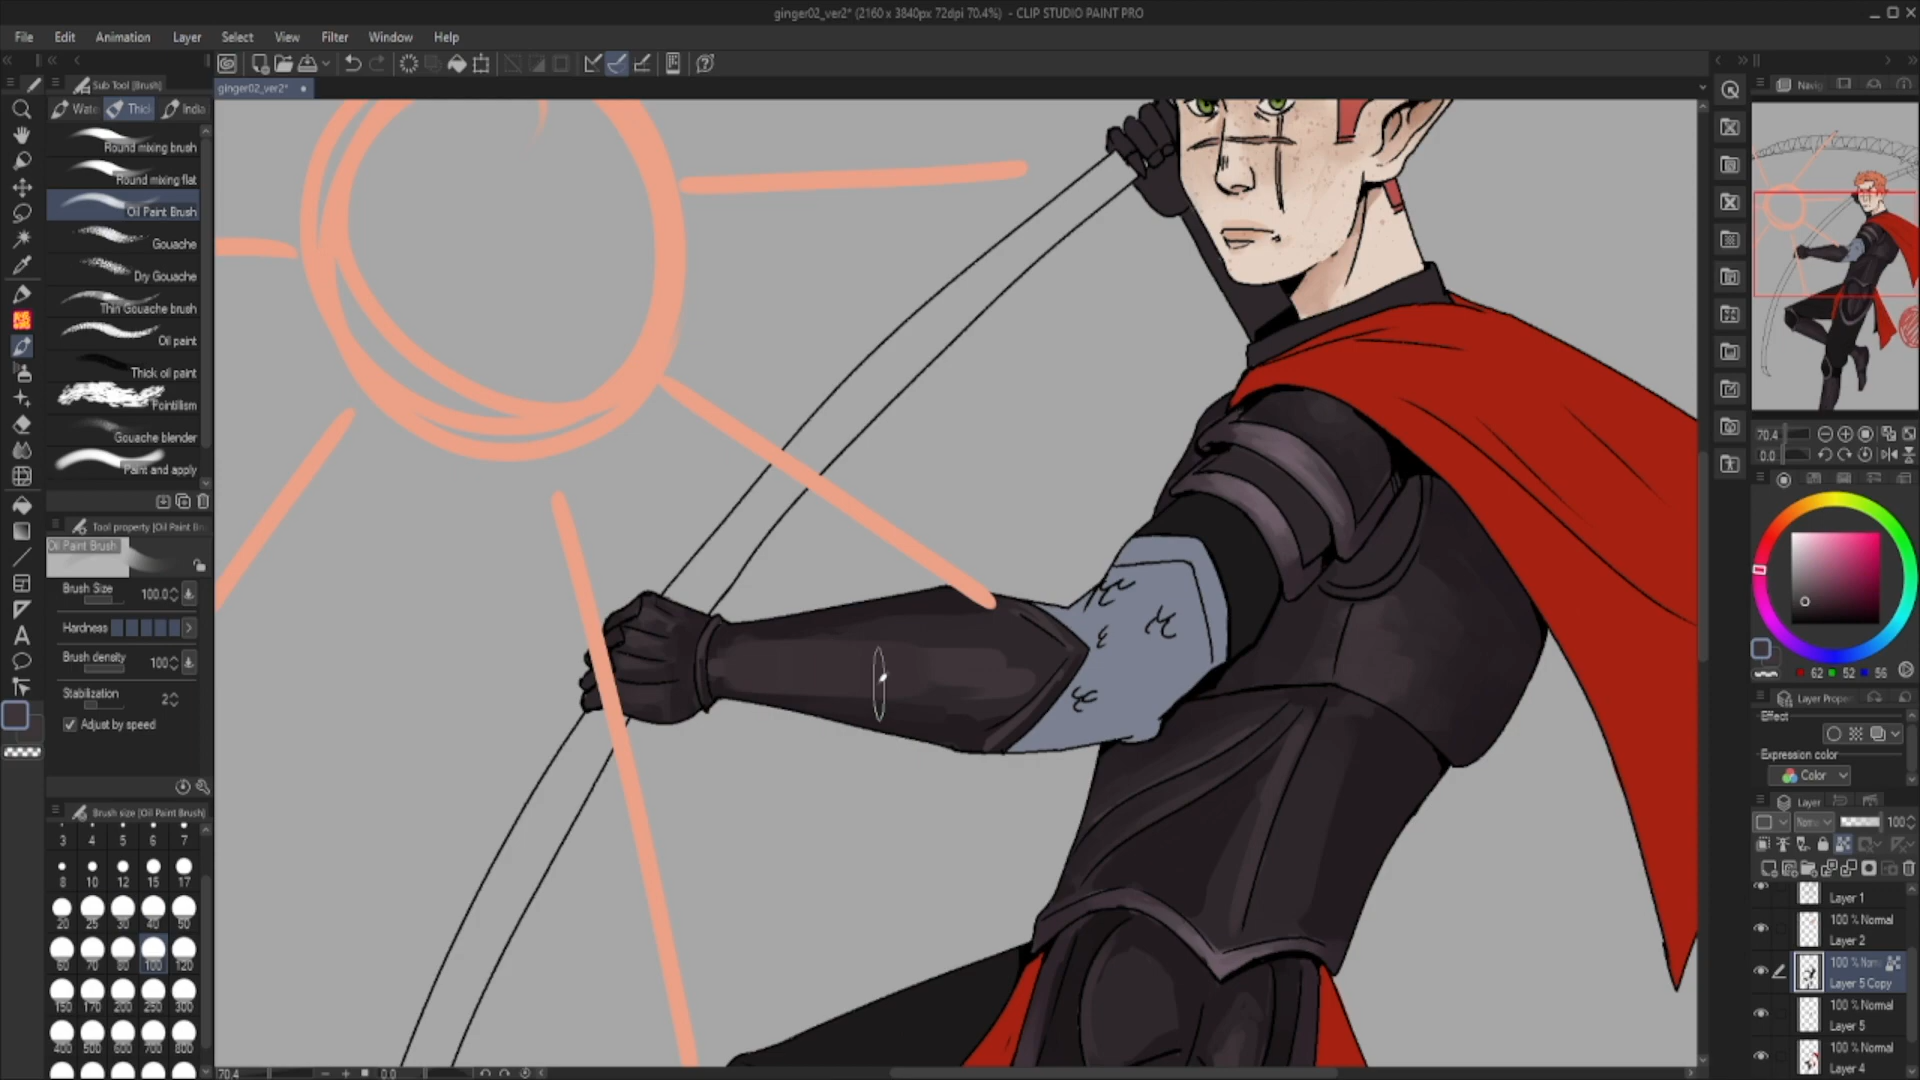 ginger02_ver2* (2160 x 3840px 72dpi 70.4%) - CLIP STUDIO PAINT PRO
File Edit Animation Layer Select View Filter Window Help
Sub Tool [Brush]
ginger02_ver2*
Thic India
Round mixing brush
Round mixing flat
Oil Paint Brush
Gouache
Dry Gouache
Thin Gouache brush
Oil paint
Thick oil paint
Pointillism
Gouache blender
Paint and apply
Tool property [Oil Paint Br
Oil Paint Brush
Brush Size 100.0
Hardness
Brush density 100
Stabilization 2
Adjust by speed
Brush size [Oil Paint Brush]
3 4 5 6 7
8 10 12 15 17
20 25 30 40 50
60 70 80 100 120
150 170 200 250 300
400 500 600 700 800
70.4 0.0
Navig
70.4
0.0
62 52 56
Layer Proper
Effect
Expression color
Color
Layer
Norm 100
Layer 1
100 % Normal
Layer 2
100 % Norm
Layer 5 Copy
100 % Normal
Layer 5
100 % Normal
Layer 4